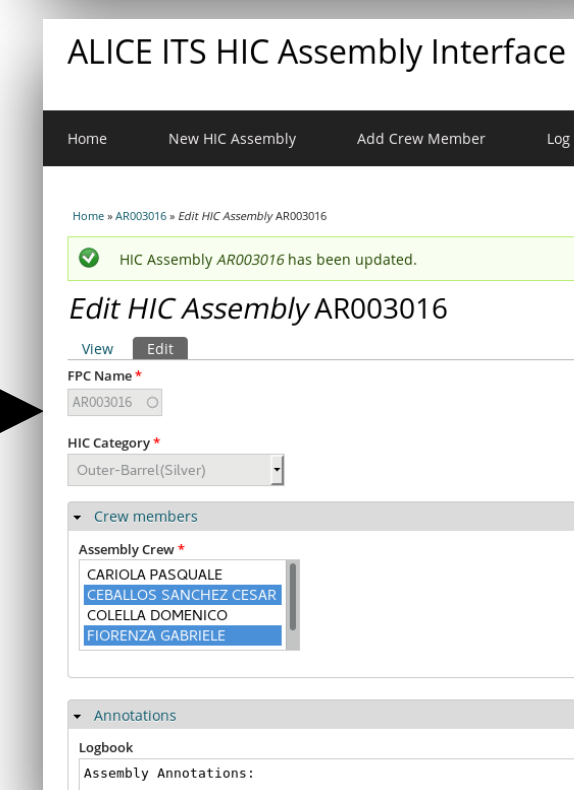 ALICE ITS HIC Assembly Interface
Home New HIC Assembly Add Crew Member Log
Home » AR003016 » Edit HIC Assembly AR003016
HIC Assembly AR003016 has been updated.
Edit HIC Assembly AR003016
View Edit
FPC Name *
AR003016
HIC Category *
Outer-Barrel(Silver)
Crew members
Assembly Crew *
CARIOLA PASQUALE
CEBALLOS SANCHEZ CESAR
COLELLA DOMENICO
FIORENZA GABRIELE
Annotations
Logbook
Assembly Annotations: